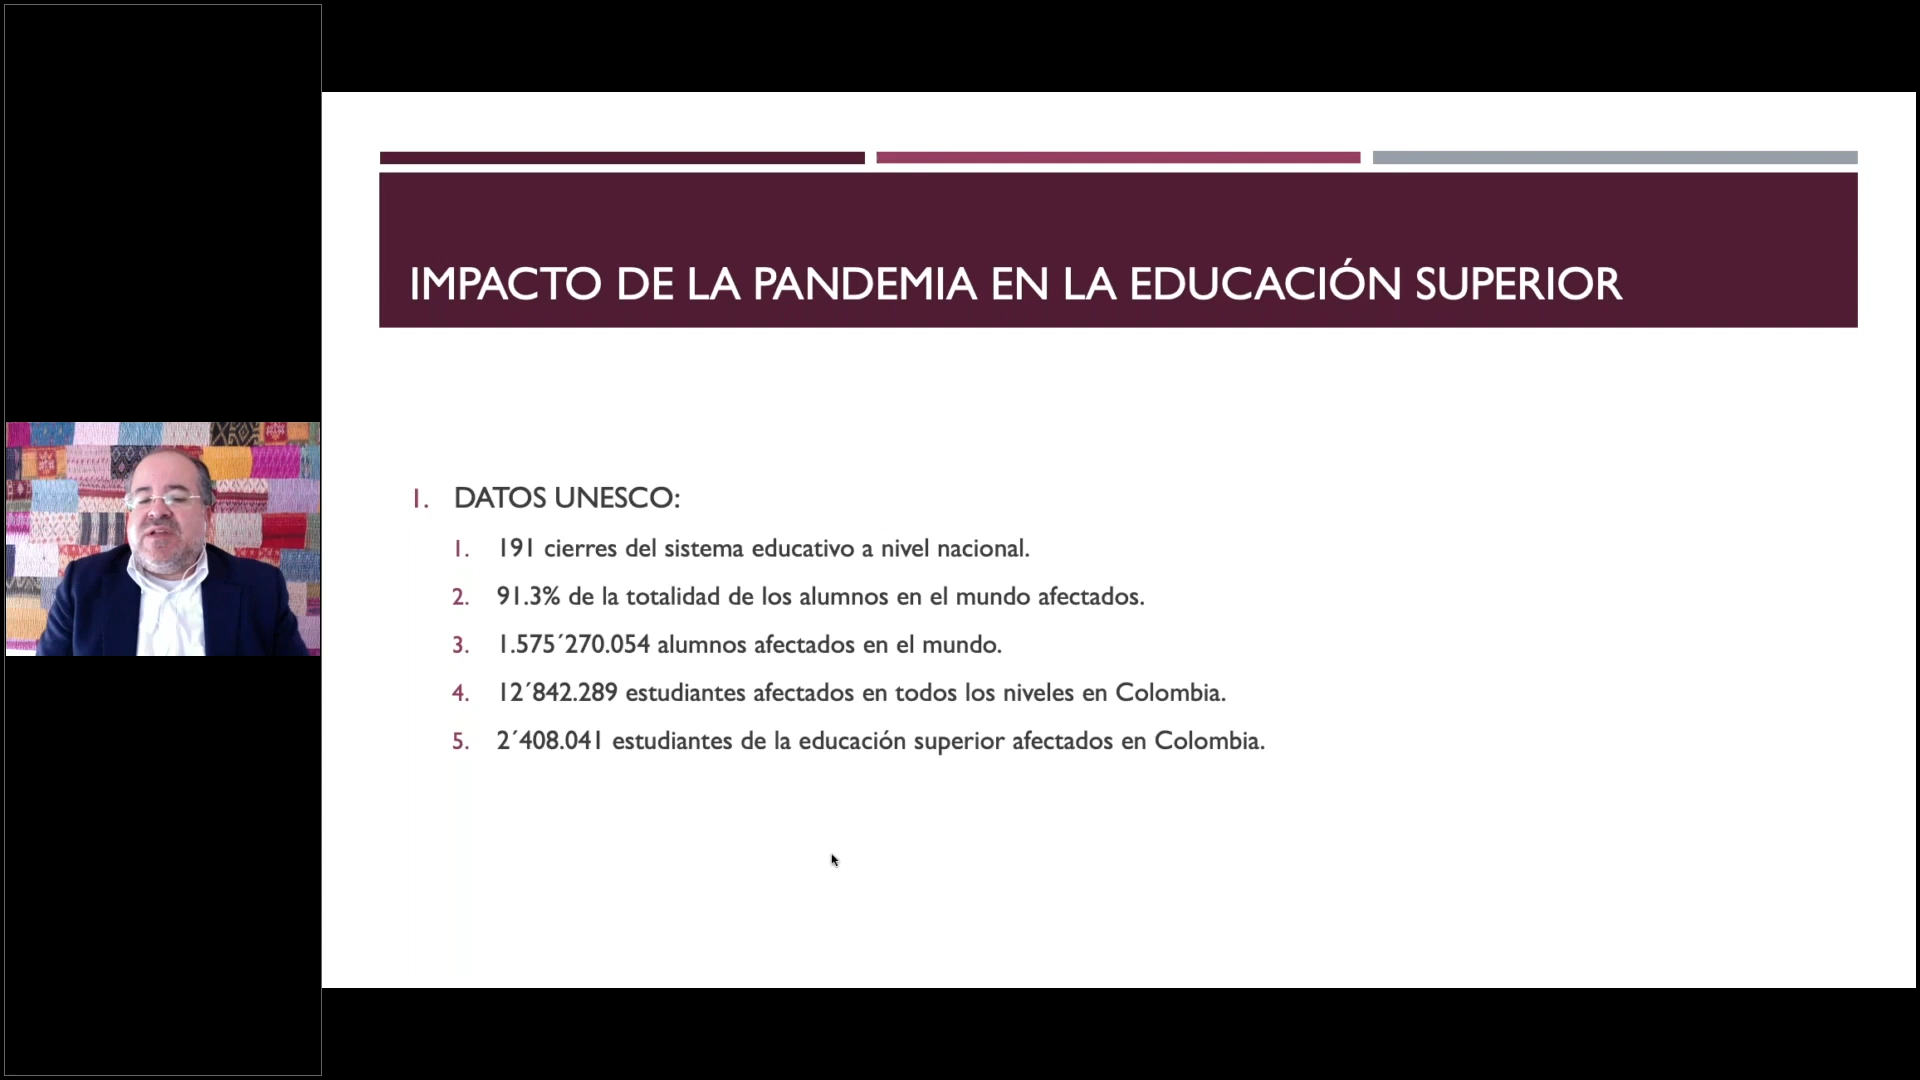 IMPACTO DE LA PANDEMIA EN LA EDUCACIÓN SUPERIOR
1. DATOS UNESCO:
1. 191 cierres del sistema educativo a nivel nacional.
2. 91.3% de la totalidad de los alumnos en el mundo afectados.
3. 1.575´270.054 alumnos afectados en el mundo.
4. 12´842.289 estudiantes afectados en todos los niveles en Colombia.
5. 2´408.041 estudiantes de la educación superior afectados en Colombia.